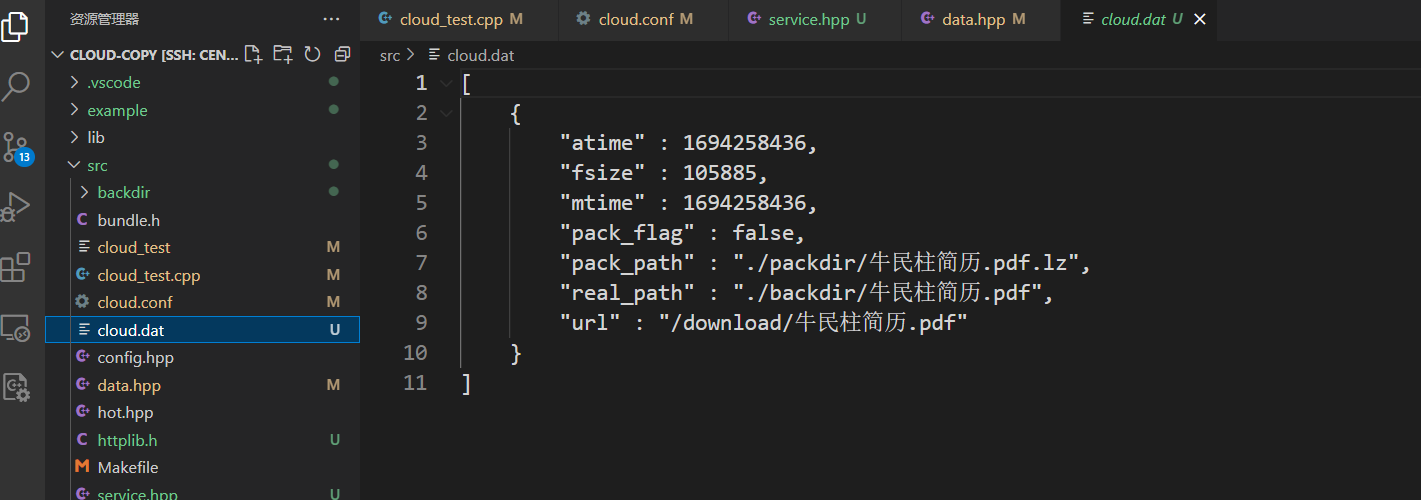 资源管理器 ···
cloud_test.cpp M
cloud.conf M
service.hpp U
data.hpp M
cloud.dat U
CLOUD-COPY [SSH: CEN...
src > cloud.dat
.vscode
example
lib
13
src
backdir
bundle.h
cloud_test M
cloud_test.cpp M
cloud.conf M
cloud.dat U
config.hpp
data.hpp M
hot.hpp
httplib.h U
Makefile
service.hpp U
1 [
2 {
3 "atime" : 1694258436,
4 "fsize" : 105885,
5 "mtime" : 1694258436,
6 "pack_flag" : false,
7 "pack_path" : "./packdir/牛民柱简历.pdf.lz",
8 "real_path" : "./backdir/牛民柱简历.pdf",
9 "url" : "/download/牛民柱简历.pdf"
10 }
11 ]